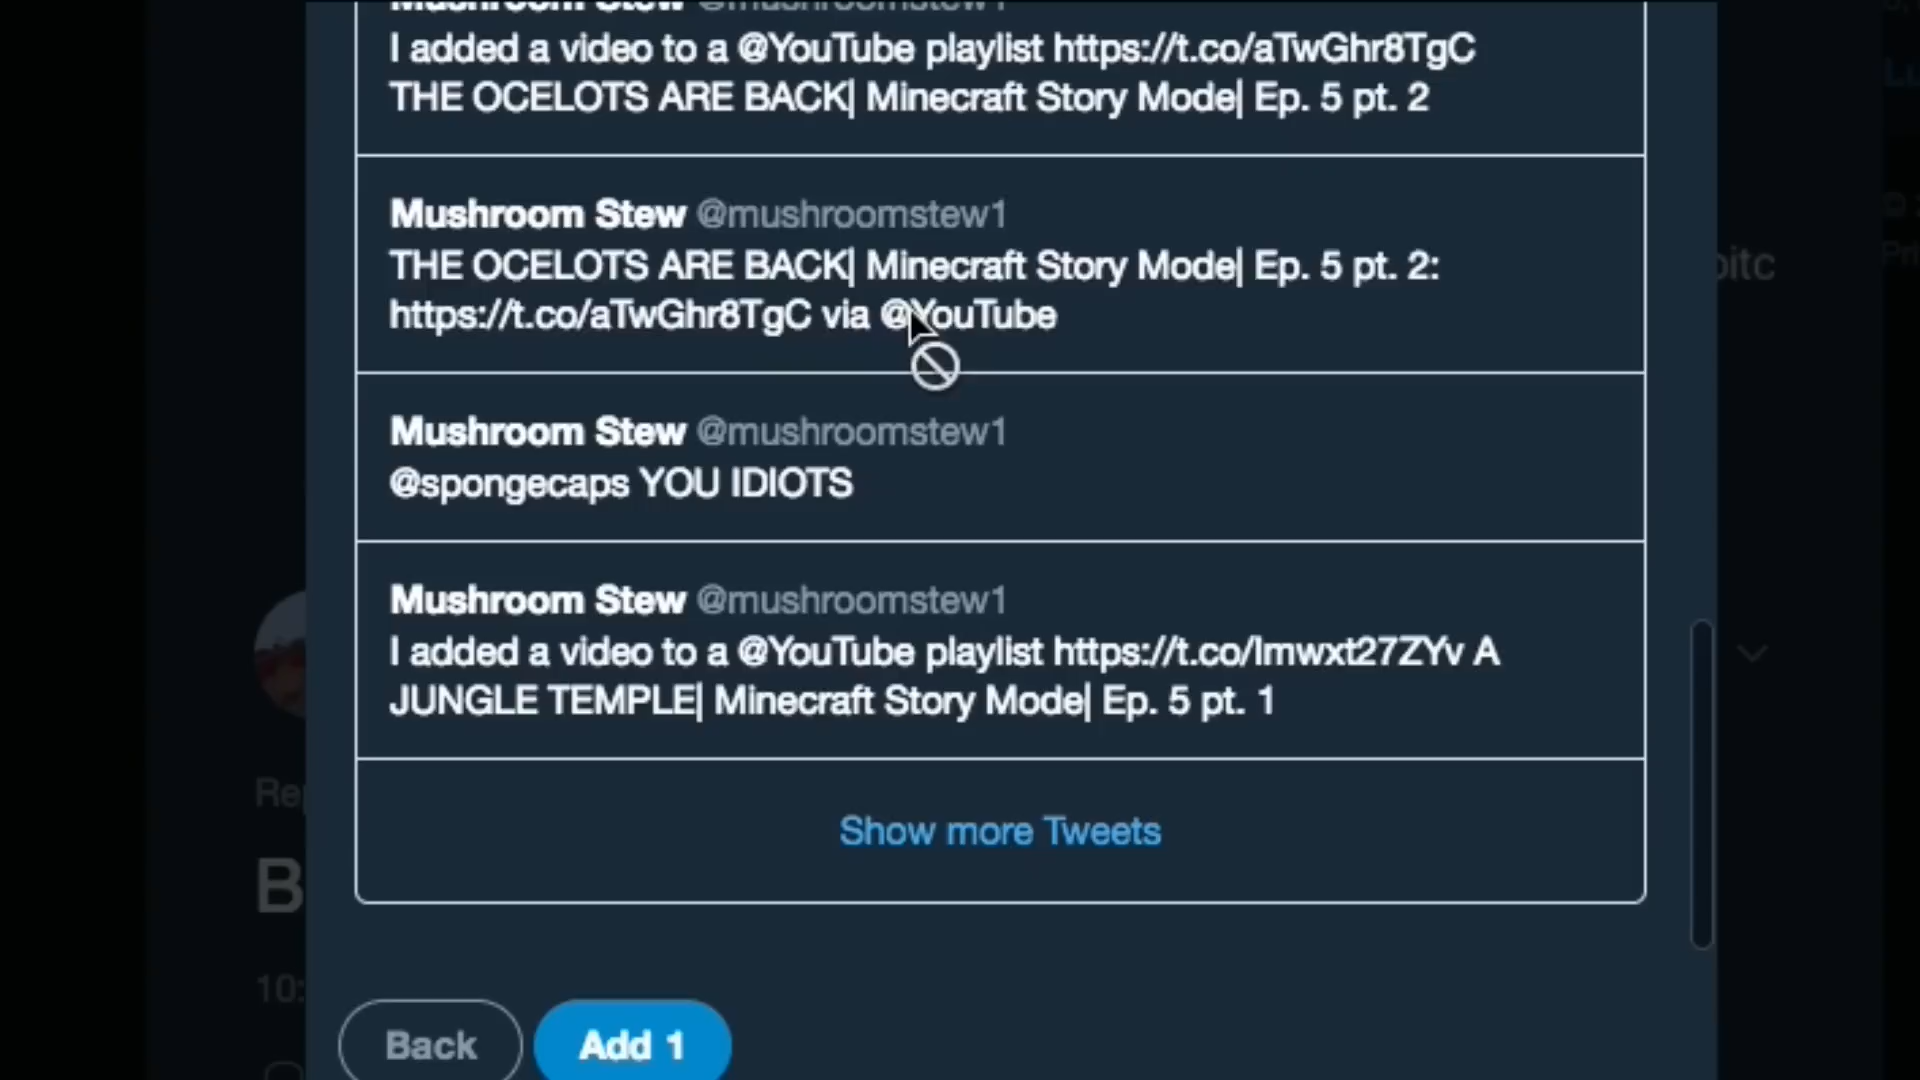 Mushroom Stew @mushroomstew1
I added a video to a @YouTube playlist https://t.co/aTwGhr8TgC
THE OCELOTS ARE BACK| Minecraft Story Mode| Ep. 5 pt. 2
Mushroom Stew @mushroomstew1
THE OCELOTS ARE BACK| Minecraft Story Mode| Ep. 5 pt. 2:
https://t.co/aTwGhr8TgC via @YouTube
Mushroom Stew @mushroomstew1
@spongecaps YOU IDIOTS
Mushroom Stew @mushroomstew1
I added a video to a @YouTube playlist https://t.co/lmwxt27ZYv A
JUNGLE TEMPLE| Minecraft Story Mode| Ep. 5 pt. 1
Show more Tweets
Back Add 1